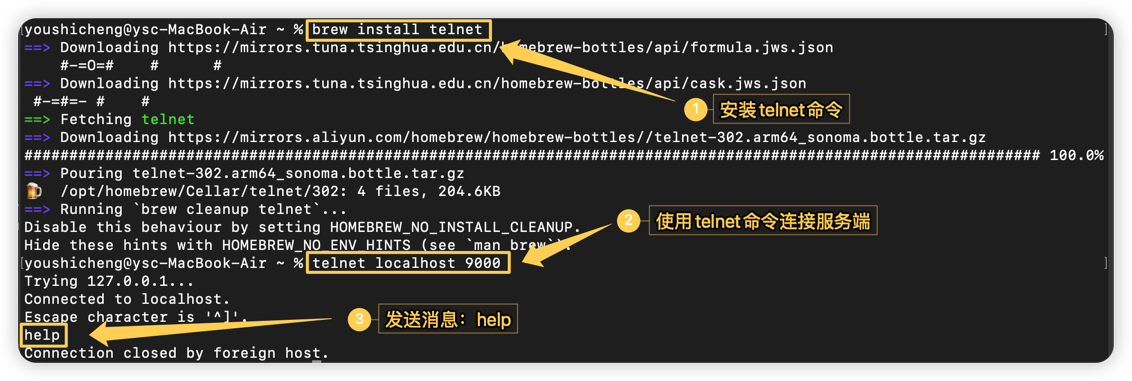 youshicheng@ysc-MacBook-Air ~ % brew install telnet
==> Downloading https://mirrors.tuna.tsinghua.edu.cn/homebrew-bottles/api/formula.jws.json
#-=O=#    #      #
==> Downloading https://mirrors.tuna.tsinghua.edu.cn/homebrew-bottles/api/cask.jws.json
#-=#=- #    #
1 安装telnet命令
==> Fetching telnet
==> Downloading https://mirrors.aliyun.com/homebrew/homebrew-bottles//telnet-302.arm64_sonoma.bottle.tar.gz
################################################################################################################# 100.0%
==> Pouring telnet-302.arm64_sonoma.bottle.tar.gz
🍺  /opt/homebrew/Cellar/telnet/302: 4 files, 204.6KB
==> Running `brew cleanup telnet`...
2 使用telnet命令连接服务端
Disable this behaviour by setting HOMEBREW_NO_INSTALL_CLEANUP.
Hide these hints with HOMEBREW_NO_ENV_HINTS (see `man brew`).
youshicheng@ysc-MacBook-Air ~ % telnet localhost 9000
Trying 127.0.0.1...
Connected to localhost.
Escape character is '^]'.
3 发送消息：help
help
Connection closed by foreign host.